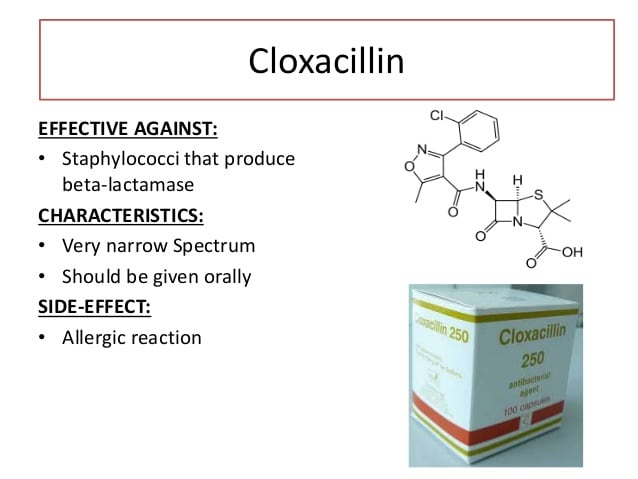 Cloxacillin
EFFECTIVE AGAINST:
• Staphylococci that produce
beta-lactamase
CHARACTERISTICS:
• Very narrow Spectrum
• Should be given orally
SIDE-EFFECT:
• Allergic reaction
Cl
N
O
H
N
O
H
S
N
O
OH
O
Cloxacillin 250
Cloxacillin
250
antibacterial
agent
100 capsules